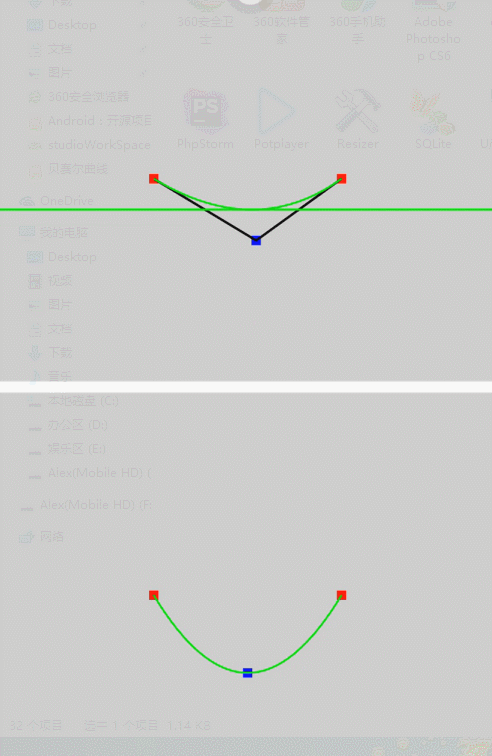 下载
Desktop
文档
图片
360安全浏览器
Android：开源项目
studioWorkSpace
贝塞尔曲线
OneDrive
我的电脑
Desktop
视频
图片
文档
下载
音乐
本地磁盘 (C:)
办公区 (D:)
娱乐区 (E:)
Alex(Mobile HD) (
Alex(Mobile HD) (F:
网络
360安全卫士
360软件管家
360手机助手
Adobe Photoshop CS6
PhpStorm
Potplayer
Resizer
SQLite
32 个项目
选中 1 个项目 1.14 KB